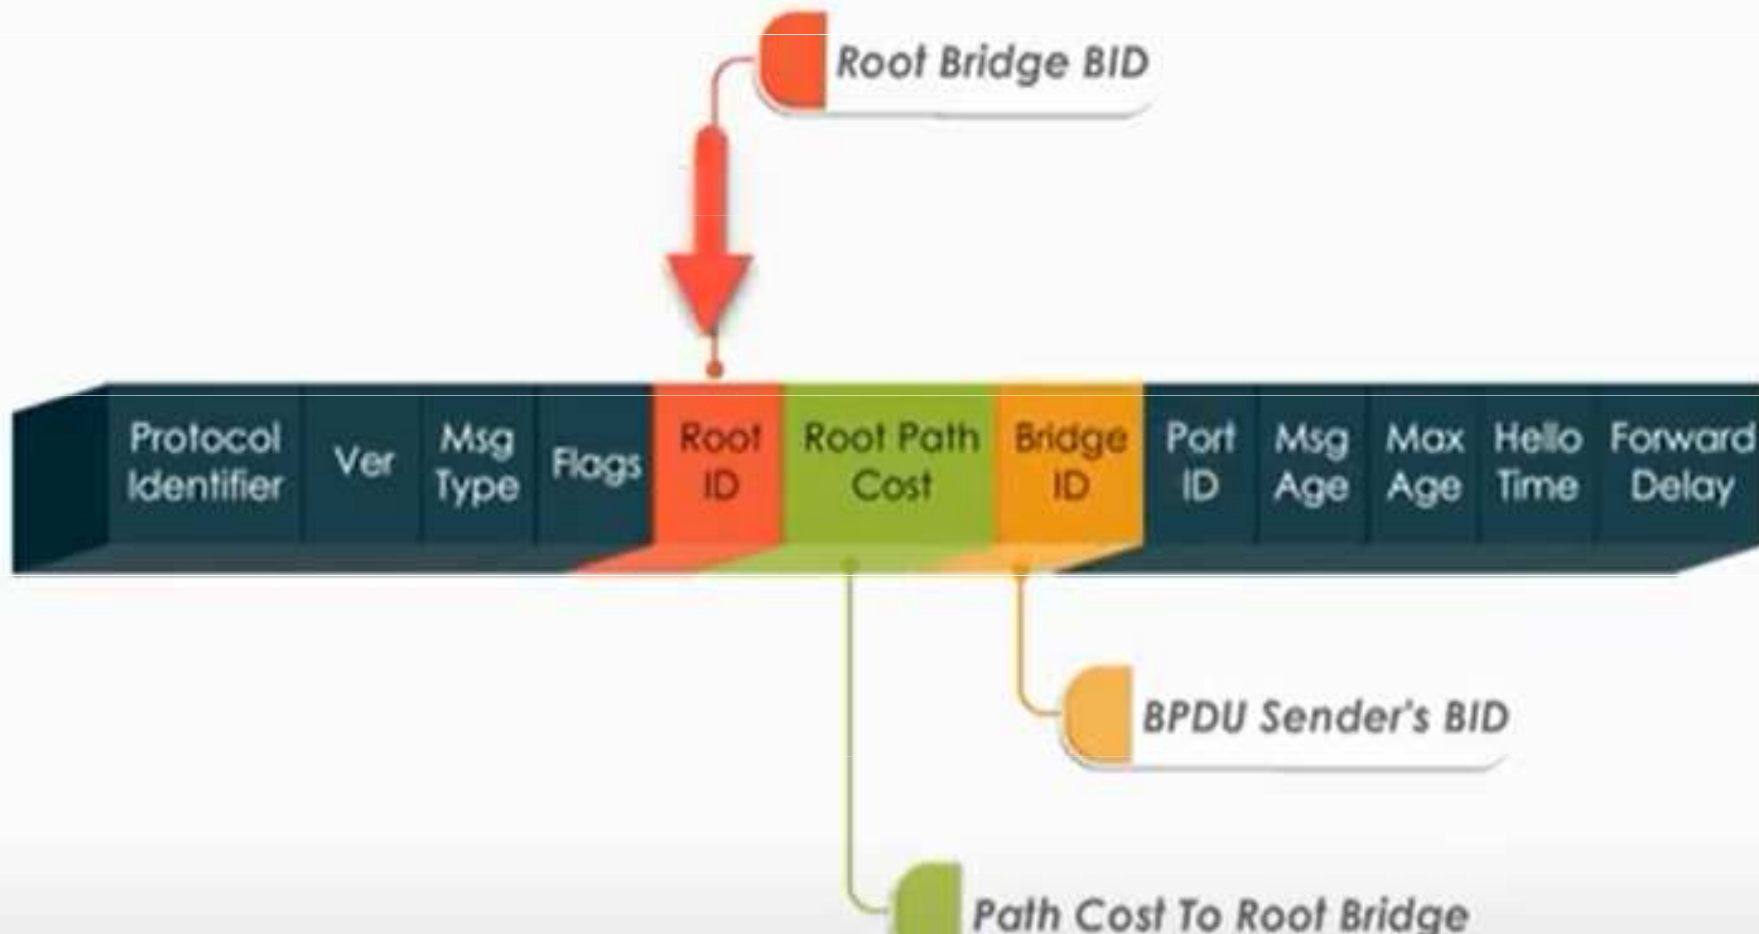 Root Bridge BID
Protocol Identifier
Ver
Msg Type
Flags
Root ID
Root Path Cost
Bridge ID
Port ID
Msg Age
Max Age
Hello Time
Forward Delay
BPDU Sender's BID
Path Cost To Root Bridge